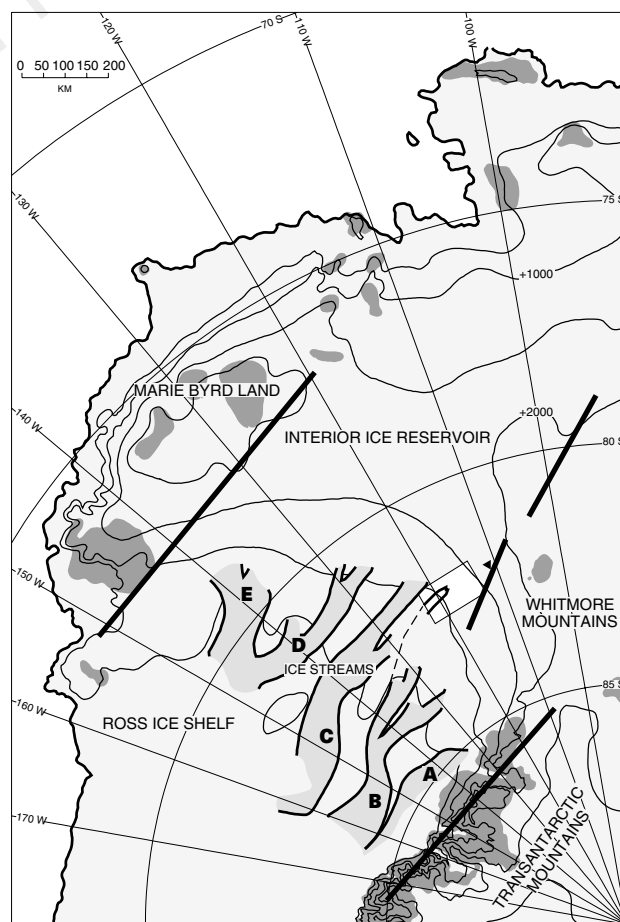 120 W
70 S
110 W
100 W
0 50 100 200
KM
130 W
75 S
+1000
MARIE BYRD LAND
140 W
+2000
INTERIOR ICE RESERVOIR
80 S
150 W
E
WHITMORE
MOUNTAINS
D
ICE STREAMS
85 S
160 W
ROSS ICE SHELF
C
A
B
170 W
TRANSANTARCTIC
MOUNTAINS